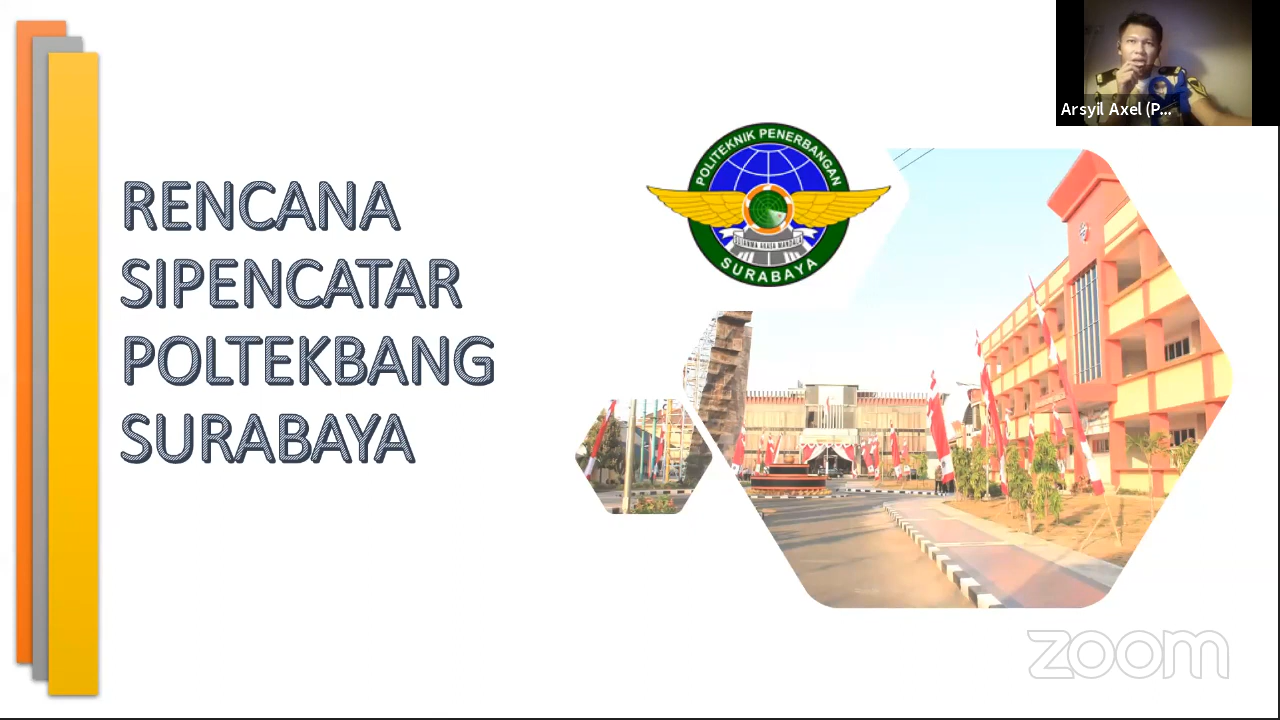 RENCANA
SIPENCATAR
POLTEKBANG
SURABAYA
POLITEKNIK PENERBANGAN
SURABAYA
Arsyil Axel (P...
zoom